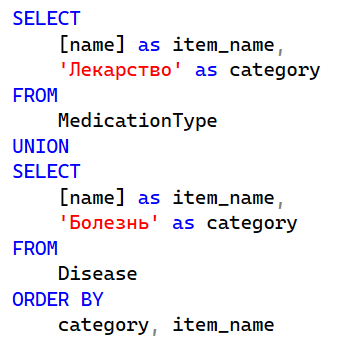 SELECT
    [name] as item_name,
    'Лекарство' as category
FROM
    MedicationType
UNION
SELECT
    [name] as item_name,
    'Болезнь' as category
FROM
    Disease
ORDER BY
    category, item_name